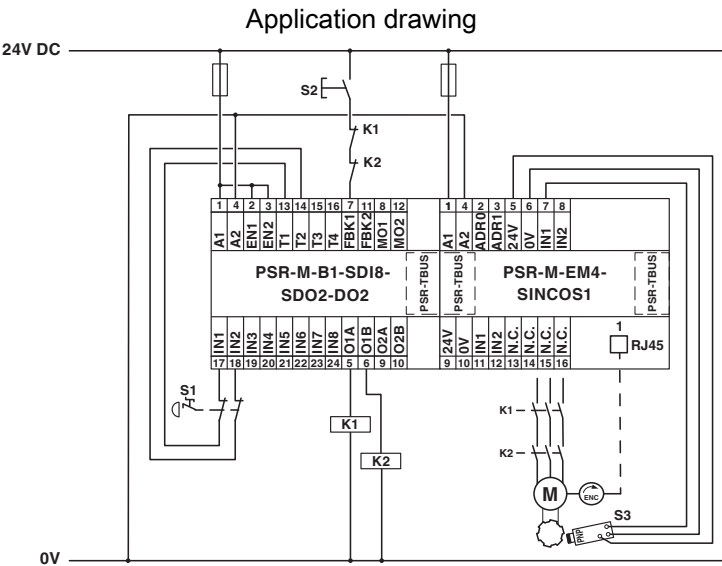 Application drawing
24V DC
S2
K1
K2
1 4 2 3 13 14 15 16 7 11 8 12
A1 A2 EN1 EN2 T1 T2 T3 T4 FBK1 FBK2 MO1 MO2
1 4 2 3 5 6 7 8
A1 A2 ADR0 ADR1 24V 0V IN1 IN2
PSR-M-B1-SDI8-
SDO2-DO2
PSR-TBUS
PSR-TBUS
PSR-M-EM4-
SINCOS1
PSR-TBUS
IN1 IN2 IN3 IN4 IN5 IN6 IN7 IN8 O1A O1B O2A O2B
17 18 19 20 21 22 23 24 5 6 9 10
24V 0V IN1 IN2 N.C. N.C. N.C. N.C.
9 10 11 12 13 14 15 16
1
RJ45
S1
K1
K2
K1
K2
M
ENC
S3
PNP
0V